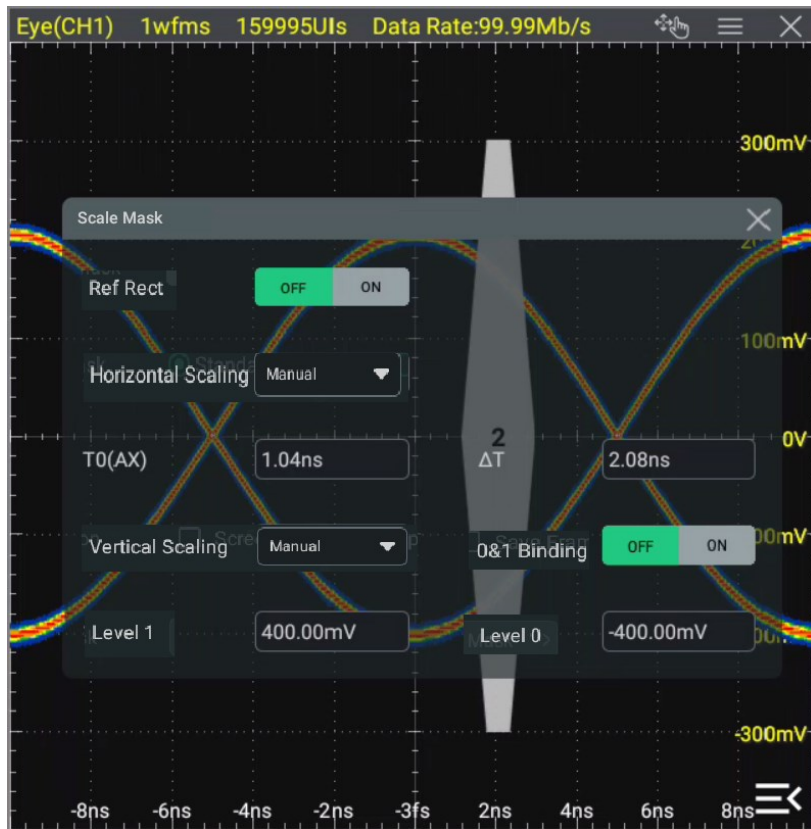 Eye(CH1) 1wfms 159995UIs Data Rate:99.99Mb/s
300mV
Scale Mask
Ref Rect OFF ON
100mV
Horizontal Scaling Manual
2
0V
T0(AX) 1.04ns ΔT 2.08ns
Vertical Scaling Manual 0&1 Binding OFF ON
Level 1 400.00mV Level 0 -400.00mV
-300mV
-8ns -6ns -4ns -2ns -3fs 2ns 4ns 6ns 8ns